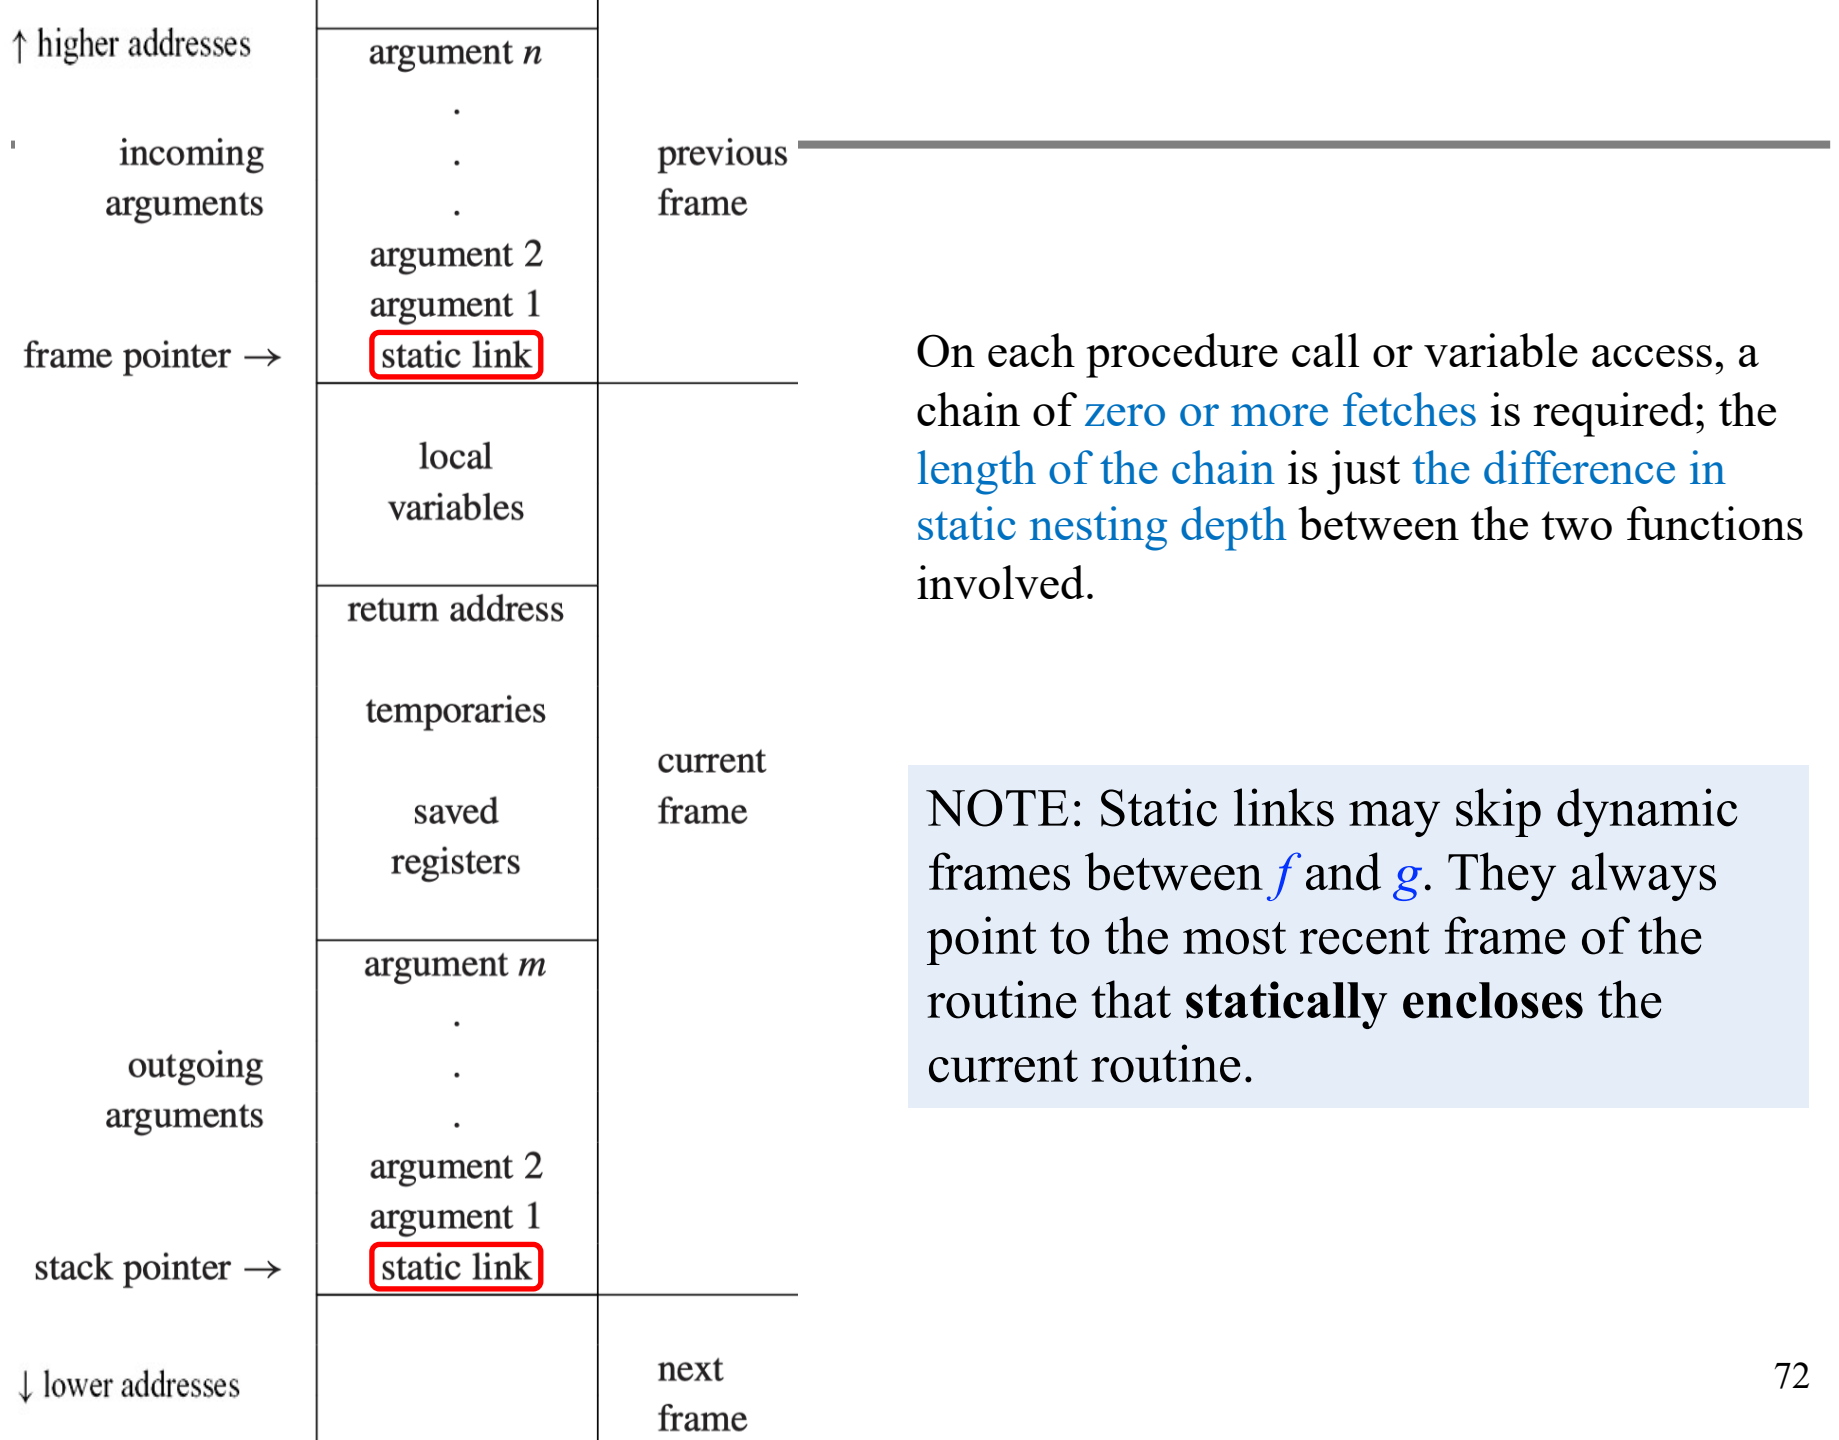 ↑ higher addresses
argument n
.
incoming
.
previous
arguments
.
frame
argument 2
argument 1
frame pointer →
static link
local
variables
return address
temporaries
current
saved
frame
registers
argument m
.
outgoing
.
arguments
.
argument 2
argument 1
stack pointer →
static link
next
↓ lower addresses
frame
On each procedure call or variable access, a
chain of zero or more fetches is required; the
length of the chain is just the difference in
static nesting depth between the two functions
involved.
NOTE: Static links may skip dynamic
frames between f and g. They always
point to the most recent frame of the
routine that statically encloses the
current routine.
72